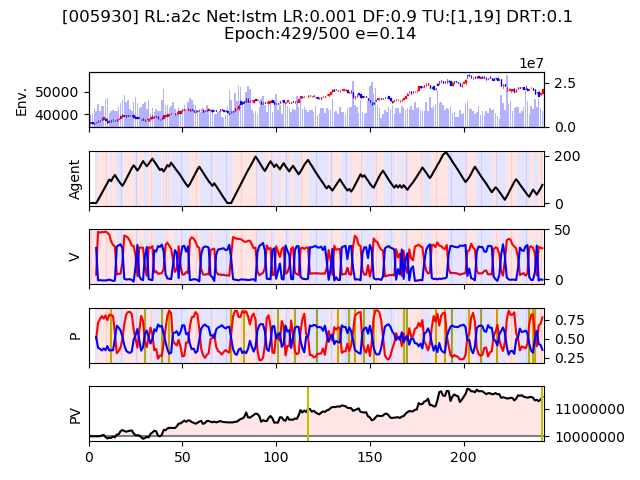 [005930] RL:a2c Net:lstm LR:0.001 DF:0.9 TU:[1,19] DRT:0.1
Epoch:429/500 e=0.14
1e7
Env.
50000
40000
2.5
0.0
Agent
200
0
V
50
0
P
0.75
0.50
0.25
PV
11000000
10000000
0 50 100 150 200